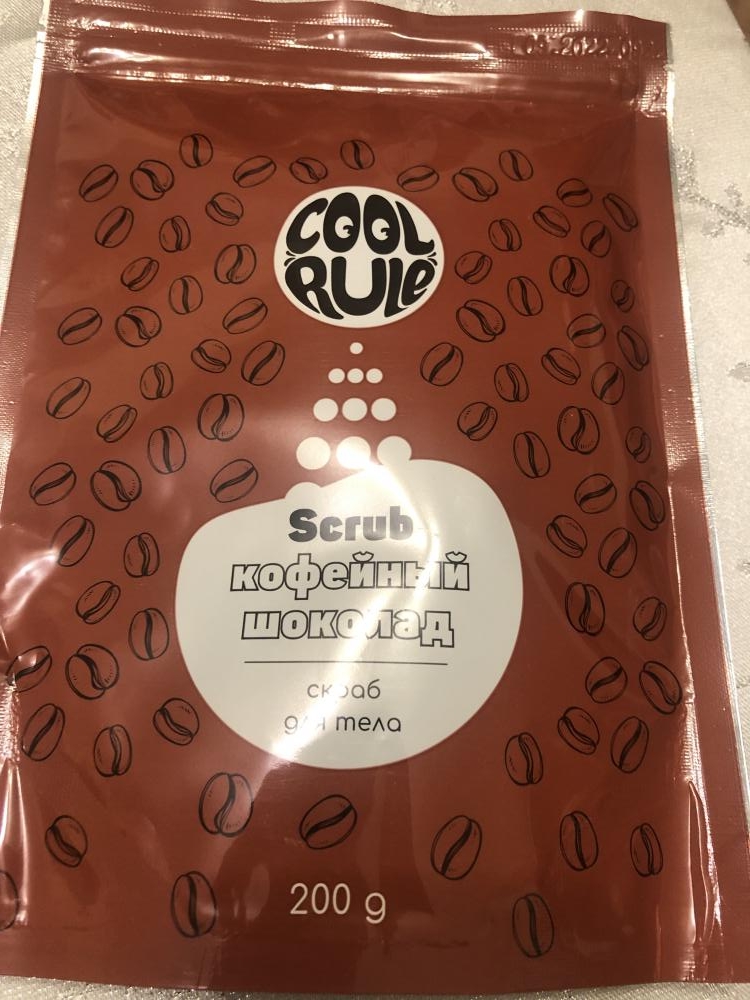 COOL
RULE
Scrub
кофейный
шоколад
скраб
для тела
200 g